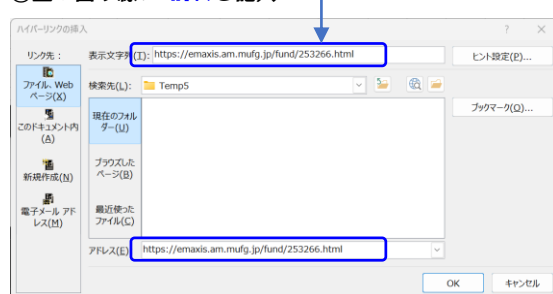 ハイパーリンクの挿入
? ×
リンク先： 表示文字列(T): https://emaxis.am.mufg.jp/fund/253266.html ヒント設定(P)...
ファイル、Web ページ(X)
検索先(L): Temp5
ブックマーク(O)...
このドキュメント内(A)
現在のフォルダー(U)
新規作成(N)
ブラウズしたページ(B)
電子メール アドレス(M)
最近使ったファイル(C)
アドレス(E) https://emaxis.am.mufg.jp/fund/253266.html
OK キャンセル